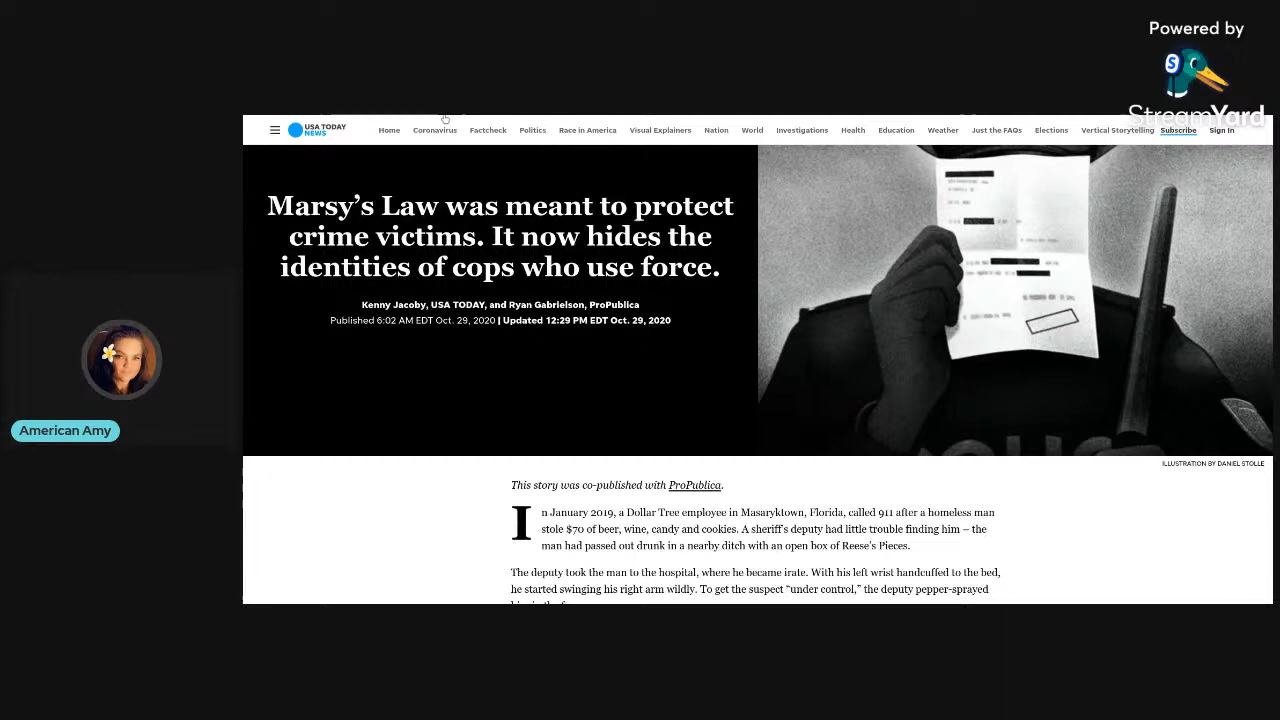 Powered by
StreamYard
USA TODAY
NEWS
Home Coronavirus Factcheck Politics Race in America Visual Explainers Nation World Investigations Health Education Weather Just the FAQs Elections Vertical Storytelling Subscribe Sign In
Marsy's Law was meant to protect
crime victims. It now hides the
identities of cops who use force.
Kenny Jacoby, USA TODAY, and Ryan Gabrielson, ProPublica
Published 6:02 AM EDT Oct. 29, 2020 | Updated 12:29 PM EDT Oct. 29, 2020
American Amy
ILLUSTRATION BY DANIEL STOLLE
This story was co-published with ProPublica.
In January 2019, a Dollar Tree employee in Masaryktown, Florida, called 911 after a homeless man
stole $70 of beer, wine, candy and cookies. A sheriff's deputy had little trouble finding him – the
man had passed out drunk in a nearby ditch with an open box of Reese's Pieces.
The deputy took the man to the hospital, where he became irate. With his left wrist handcuffed to the bed,
he started swinging his right arm wildly. To get the suspect “under control,” the deputy pepper-sprayed